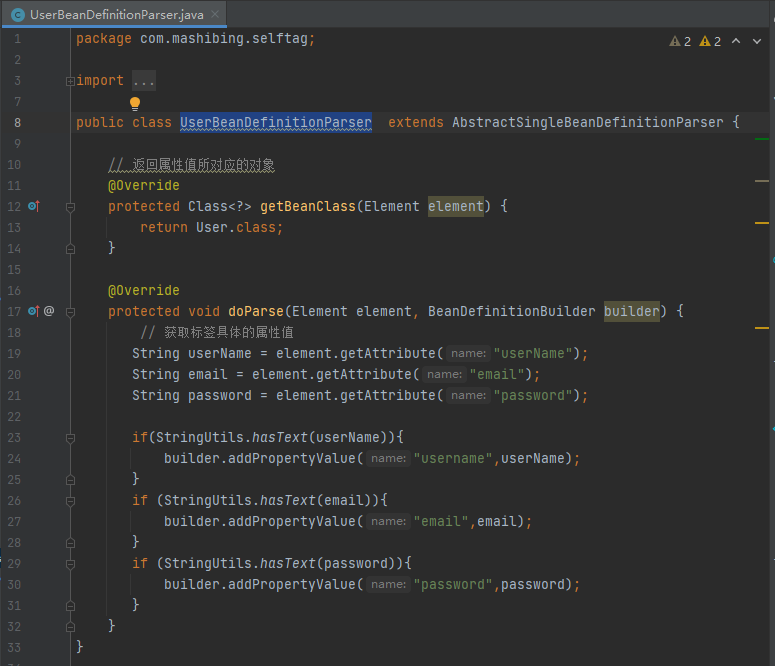 UserBeanDefinitionParser.java
1 package com.mashibing.selftag;
2 2 2
2
3 import ...
7
8 public class UserBeanDefinitionParser extends AbstractSingleBeanDefinitionParser {
9
10 // 返回属性值所对应的对象
11 @Override
12 protected Class<?> getBeanClass(Element element) {
13 return User.class;
14 }
15
16 @Override
17 @ protected void doParse(Element element, BeanDefinitionBuilder builder) {
18 // 获取标签具体的属性值
19 String userName = element.getAttribute( name: "userName");
20 String email = element.getAttribute( name: "email");
21 String password = element.getAttribute( name: "password");
22
23 if(StringUtils.hasText(userName)){
24 builder.addPropertyValue( name: "username",userName);
25 }
26 if (StringUtils.hasText(email)){
27 builder.addPropertyValue( name: "email",email);
28 }
29 if (StringUtils.hasText(password)){
30 builder.addPropertyValue( name: "password",password);
31 }
32 }
33 }